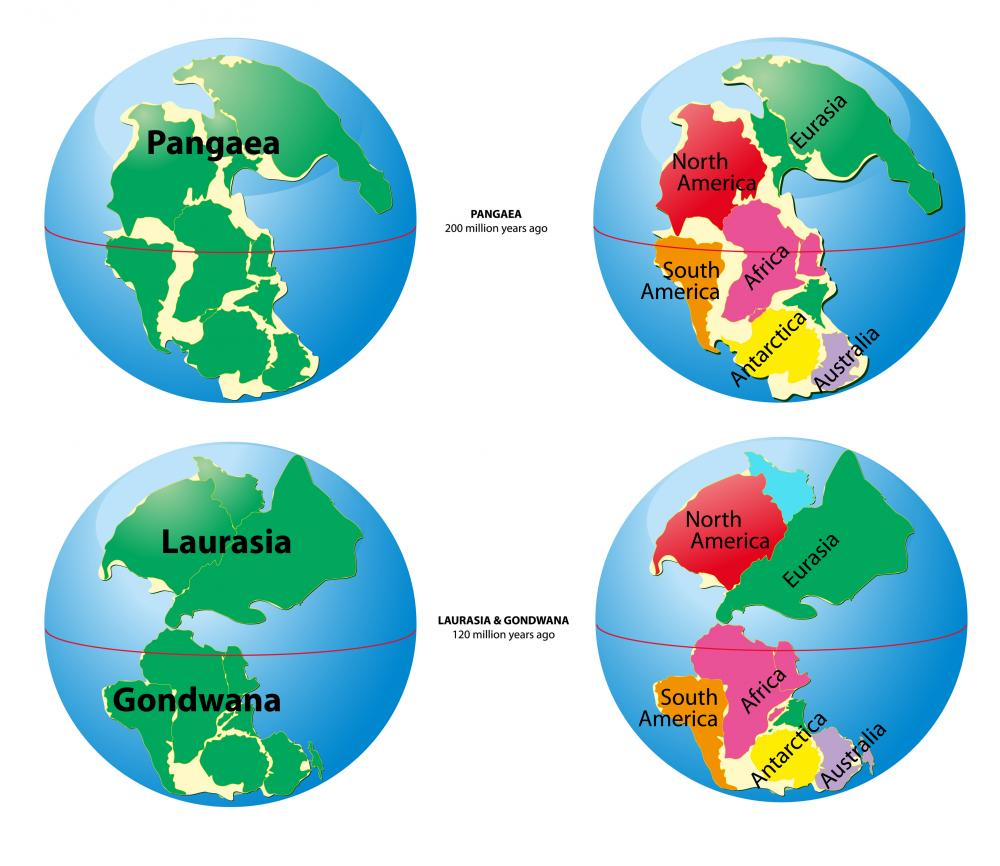 Pangaea
PANGAEA
200 million years ago
North
America
Eurasia
South
America
Africa
Antarctica
Australia
Laurasia
Gondwana
LAURASIA & GONDWANA
120 million years ago
North
America
Eurasia
South
America
Africa
Antarctica
Australia